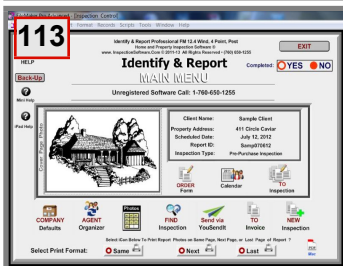 Format Records Scripts Tools Window Help
113
Identify & Report Professional FM 12.4 Wind, 4 Point, Pest
Home and Property Inspection Software ®
www.InspectionSoftware.Com © 2011-12 All Rights Reserved - (760) 650-1255
EXIT
HELP
Identify & Report
Completed: YES NO
Back-Up
MAIN MENU
Mini Help
Unregistered Software Call: 1-760-650-1255
iPad Help
Cover Page Photo
Client Name: Sample Client
Property Address: 411 Circle Caviar
Scheduled Date: July 12, 2012
Report ID: Samp070612
Inspection Type: Pre-Purchase Inspection
ORDER Form
Calendar
TO Inspection
Photos
COMPANY Defaults
AGENT Organizer
FIND Inspection
Send via YouSendIt
TO Invoice
NEW Inspection
Select iCon Below To Print Report Photos on Same Page, Next Page, or Last Page of Report ?
Select Print Format: Same Next Last
Mac